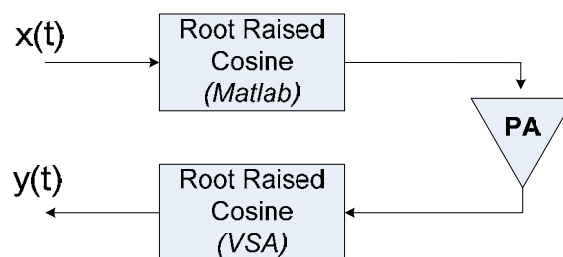 x(t)
Root Raised
Cosine
(Matlab)
PA
y(t)
Root Raised
Cosine
(VSA)